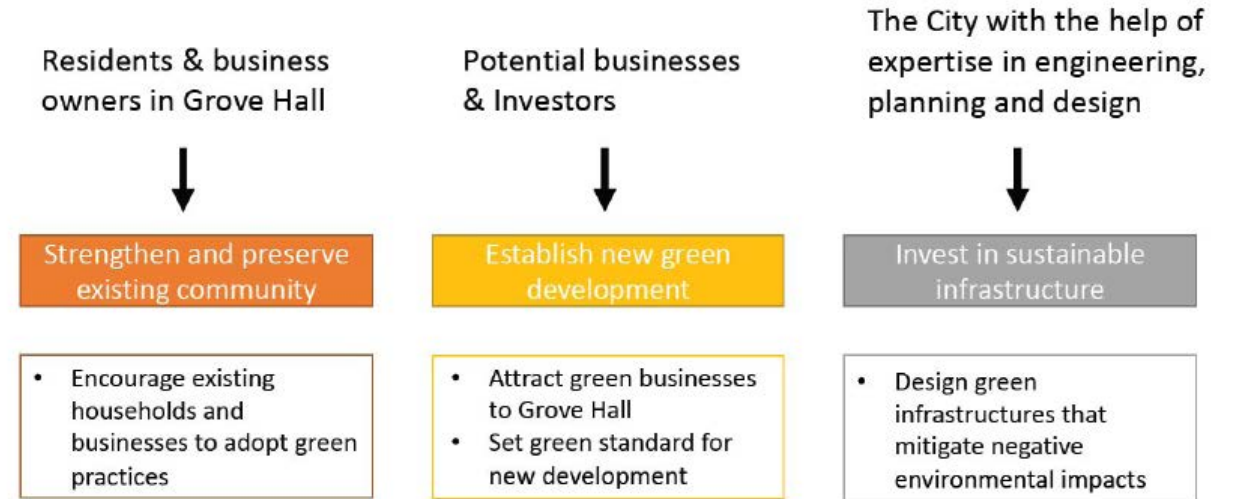 Residents & business
owners in Grove Hall
Strengthen and preserve
existing community
• Encourage existing
households and
businesses to adopt green
practices
Potential businesses
& Investors
Establish new green
development
• Attract green businesses
to Grove Hall
• Set green standard for
new development
The City with the help of
expertise in engineering,
planning and design
Invest in sustainable
infrastructure
• Design green
infrastructures that
mitigate negative
environmental impacts